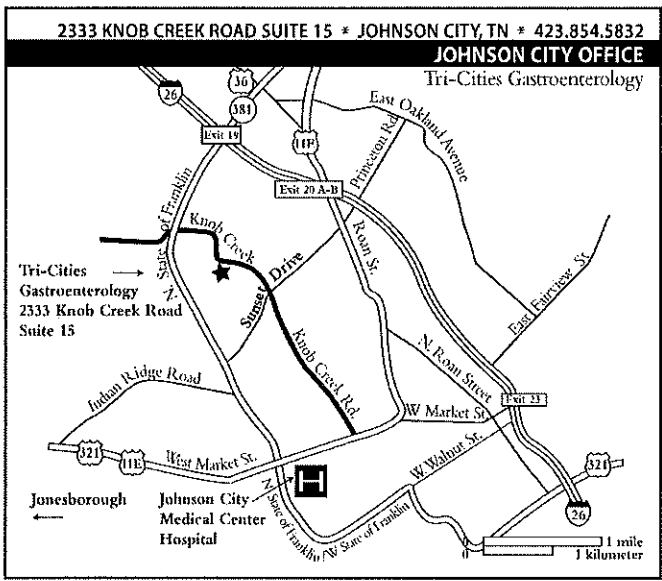 2333 KNOB CREEK ROAD SUITE 15 * JOHNSON CITY, TN * 423.854.5832
JOHNSON CITY OFFICE
Tri-Cities Gastroenterology
26
36
381
Exit 19
11E
East Oakland Avenue
Princeton Rd.
Exit 20 A-B
N. State of Franklin
Knob Creek
Roan St.
Sunset Drive
Tri-Cities
Gastroenterology
2333 Knob Creek Road
Suite 15
East Fairview St.
Knob Creek Rd.
N. Roan Street
Indian Ridge Road
Exit 23
W Market St.
321
11E
West Market St.
W. Walnut St.
321
Jonesborough
Johnson City
Medical Center
Hospital
H
N State of Franklin
W State of Franklin
26
0
1 mile
0
1 kilometer